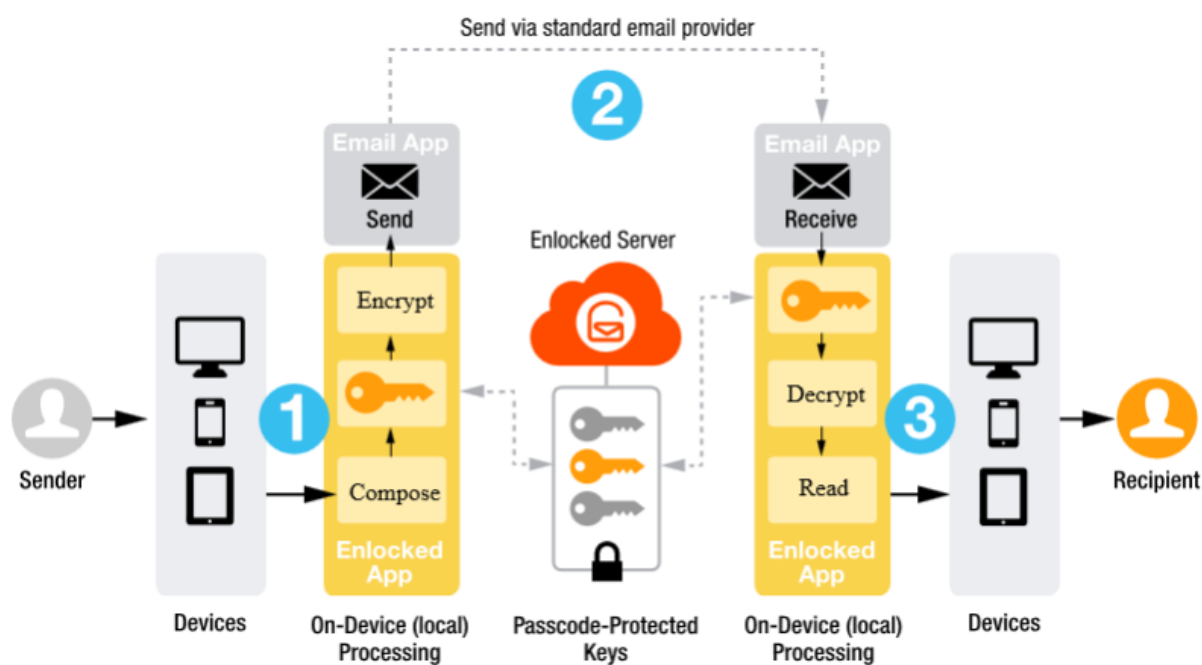 Send via standard email provider
2
Email App
Send
Email App
Receive
Enlocked Server
Encrypt
Decrypt
1
3
Sender
Compose
Read
Recipient
Enlocked
App
Enlocked
App
Devices
On-Device (local)
Processing
Passcode-Protected
Keys
On-Device (local)
Processing
Devices